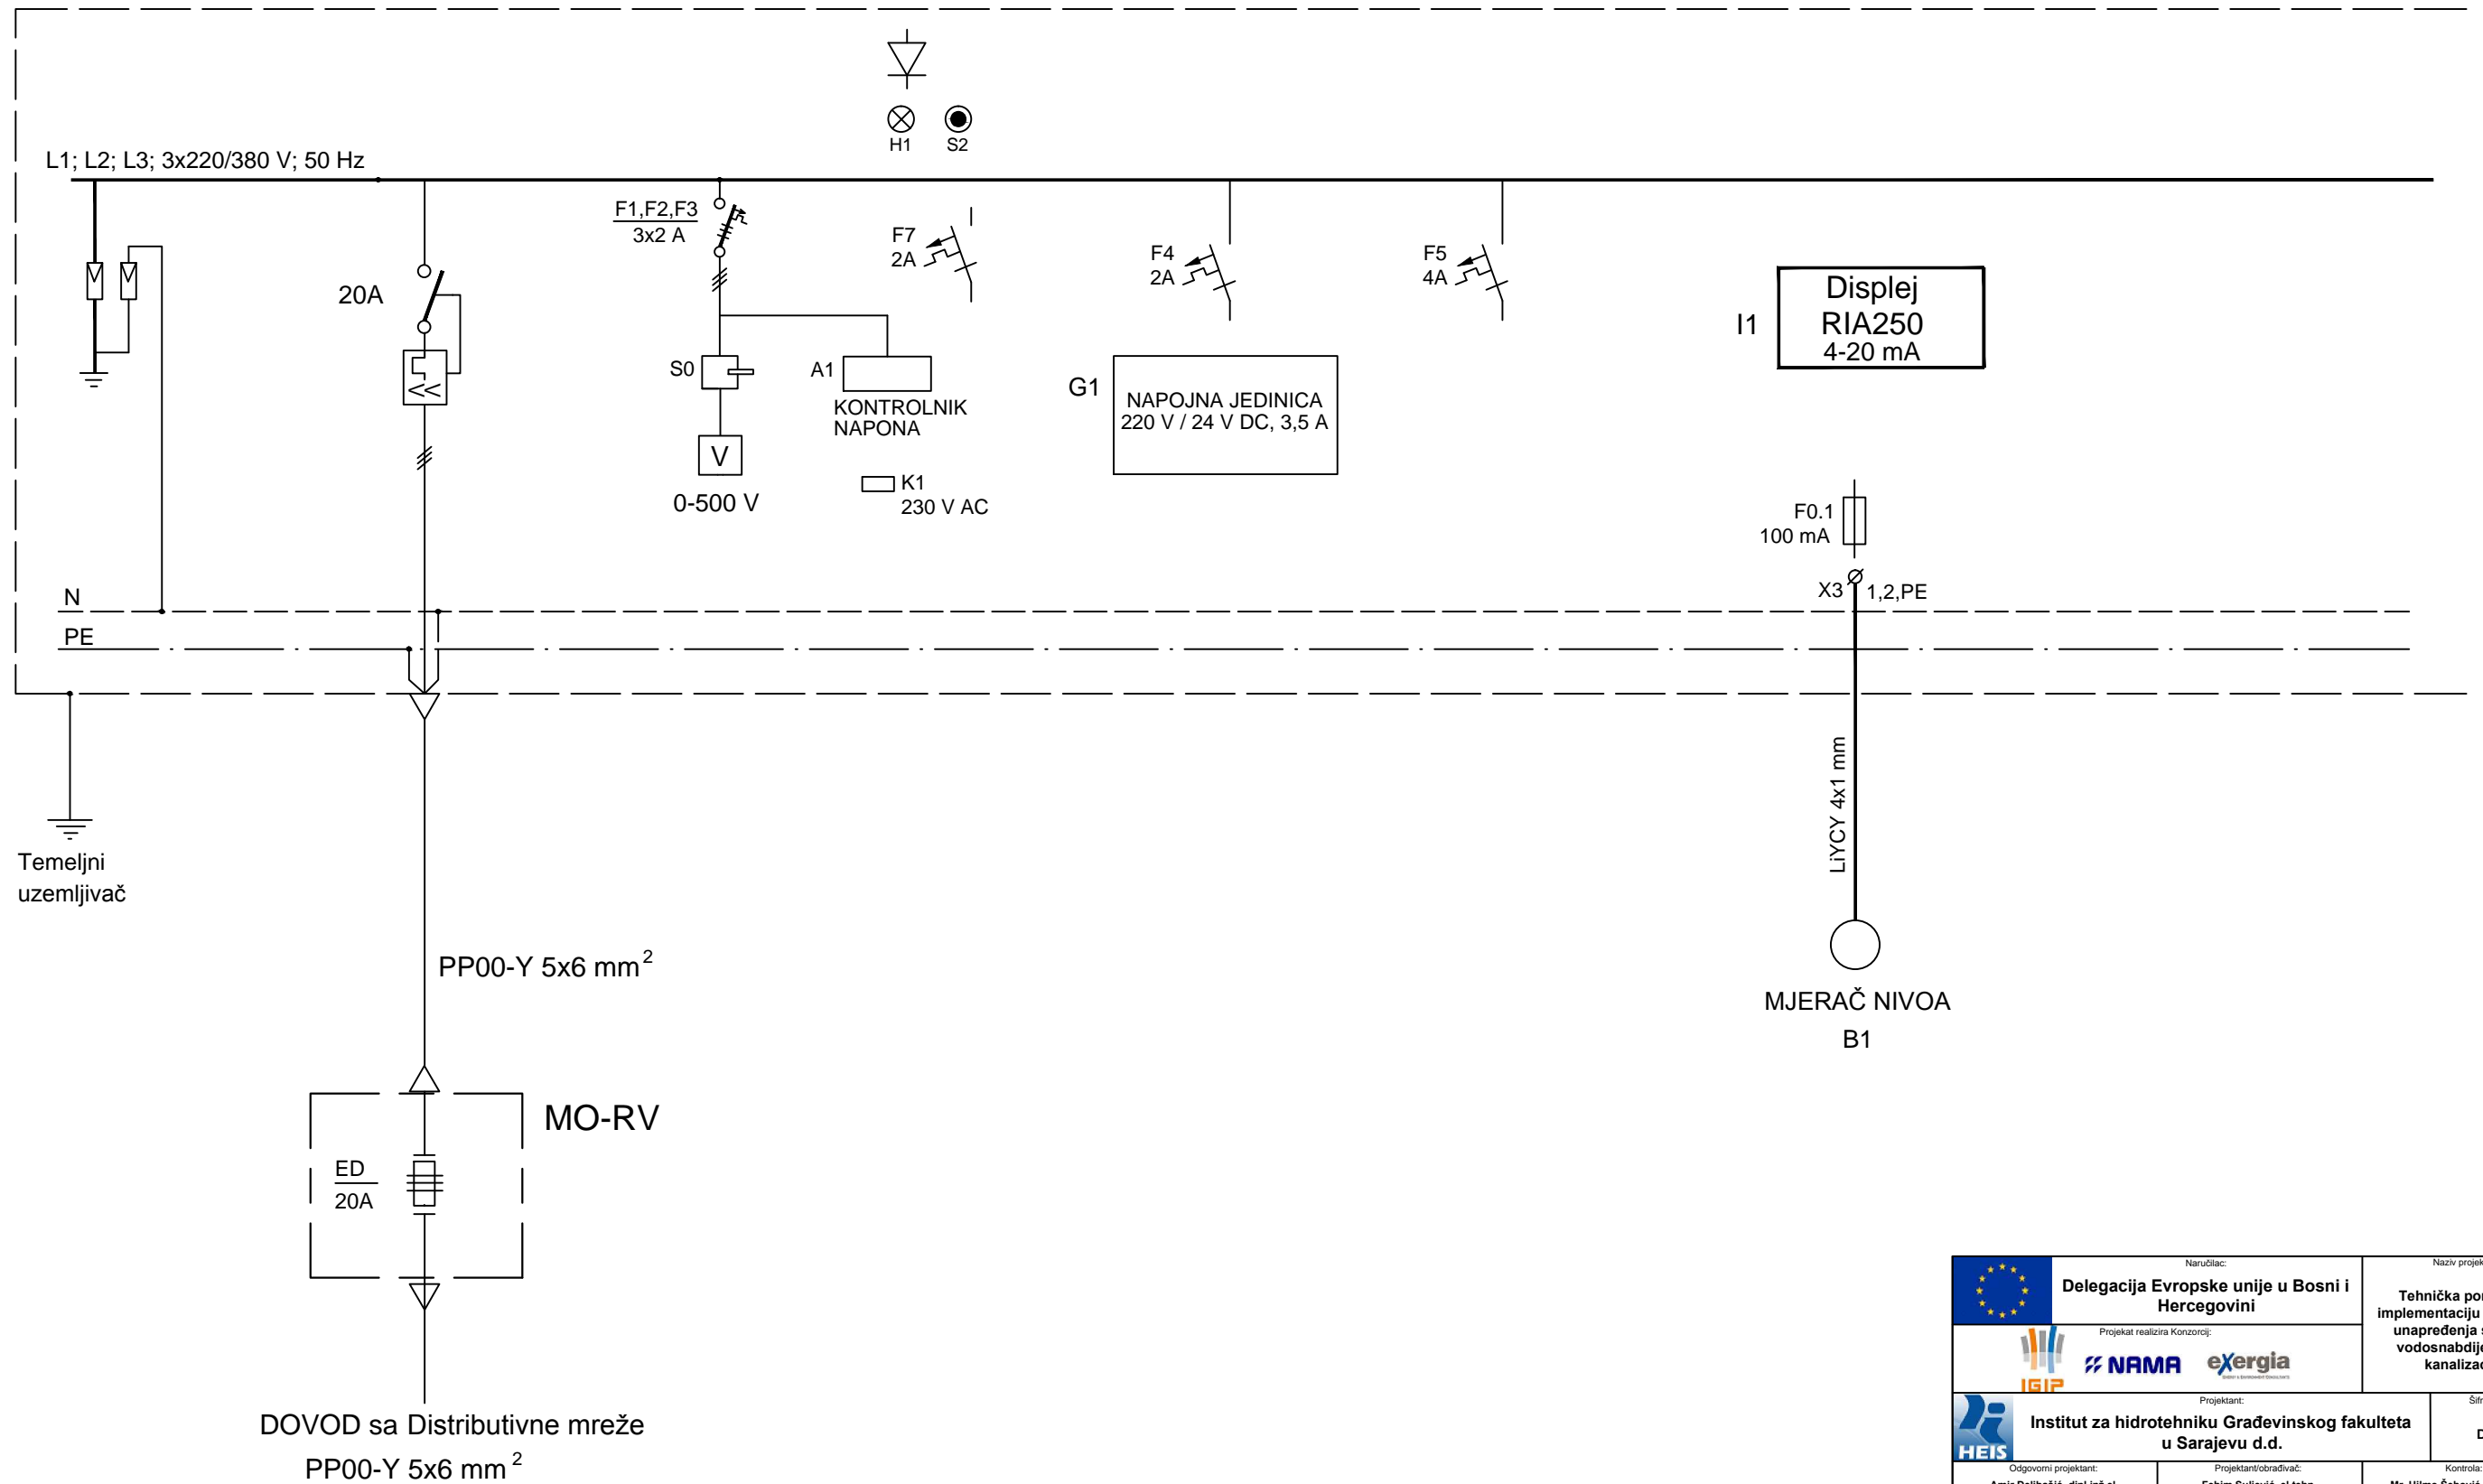 H1 S2
L1; L2; L3; 3x220/380 V; 50 Hz
F1,F2,F3
3x2 A
F7
2A
F4
2A
F5
4A
20A
Displej
RIA250
4-20 mA
I1
S0
A1
KONTROLNIK
NAPONA
G1
NAPOJNA JEDINICA
220 V / 24 V DC, 3,5 A
V
0-500 V
K1
230 V AC
F0.1
100 mA
X3 1,2,PE
N
PE
Temeljni
uzemljivač
LiYCY 4x1 mm
PP00-Y 5x6 mm²
MJERAČ NIVOA
B1
MO-RV
ED
20A
DOVOD sa Distributivne mreže
PP00-Y 5x6 mm²
Naručilac:
Delegacija Evropske unije u Bosni i
Hercegovini
Projekat realizira Konzorcij:
IGIP
NAMA
exergia
Projektant:
HEIS
Institut za hidrotehniku Građevinskog fakulteta
u Sarajevu d.d.
Naziv
Tehnička
implementaciju
unapređenja
Odgovorni projektant:
Projektant/obrađivač:
Kontrola: